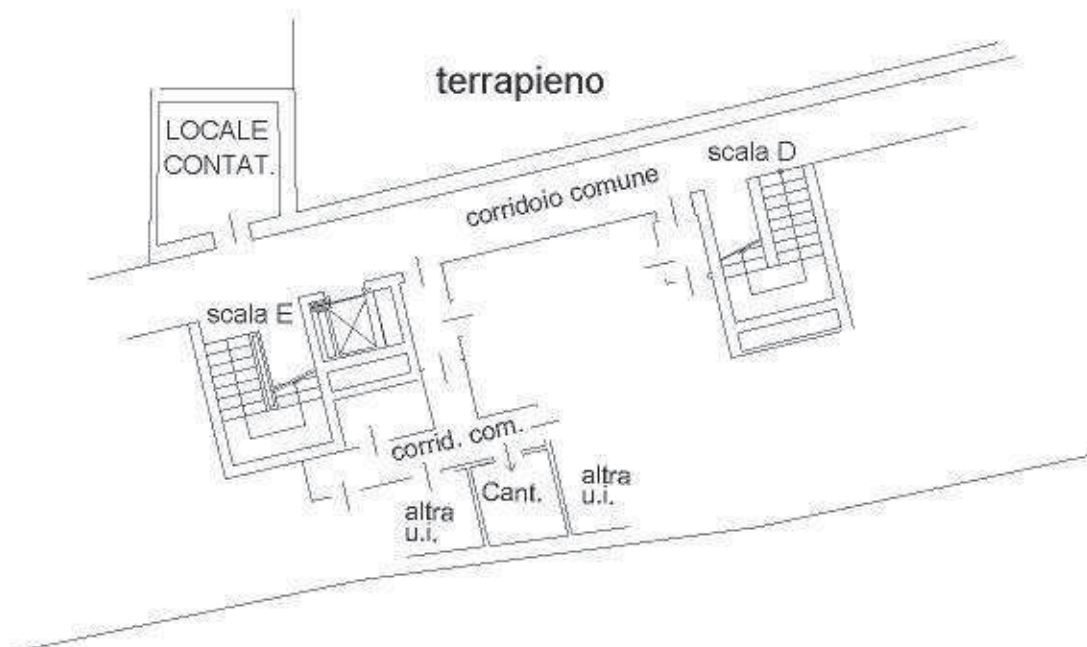 terrapieno
LOCALE
CONTAT.
scala D
corridoio comune
scala E
corrid. com.
altra
u.i.
Cant.
altra
u.i.